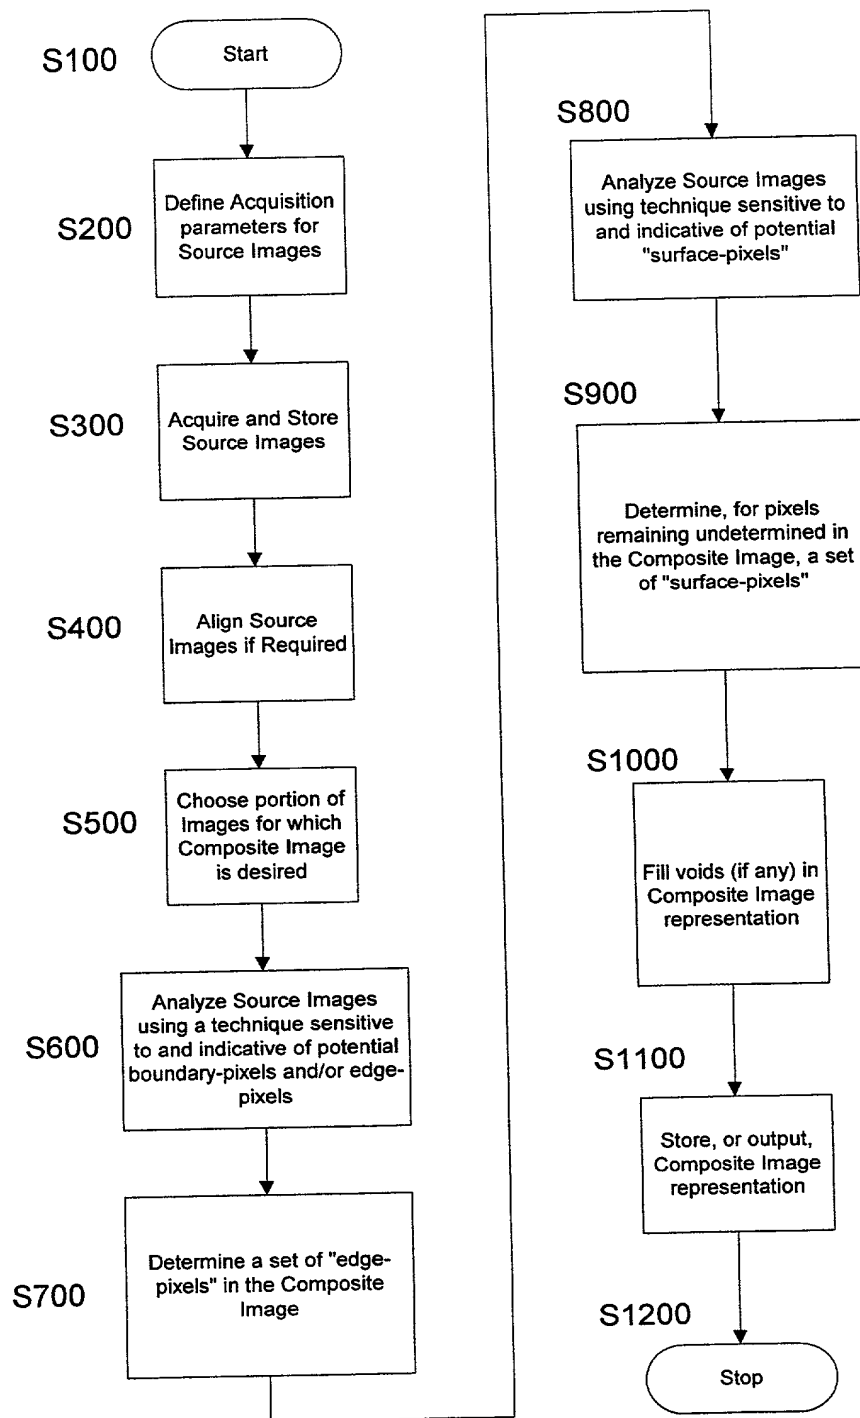 S100
Start
S200
Define Acquisition
parameters for
Source Images
S300
Acquire and Store
Source Images
S400
Align Source
Images if Required
S500
Choose portion of
Images for which
Composite Image
is desired
S600
Analyze Source Images
using a technique sensitive
to and indicative of potential
boundary-pixels and/or edge-
pixels
S700
Determine a set of "edge-
pixels" in the Composite
Image
S800
Analyze Source Images
using technique sensitive to
and indicative of potential
"surface-pixels"
S900
Determine, for pixels
remaining undetermined in
the Composite Image, a set
of "surface-pixels"
S1000
Fill voids (if any) in
Composite Image
representation
S1100
Store, or output,
Composite Image
representation
S1200
Stop